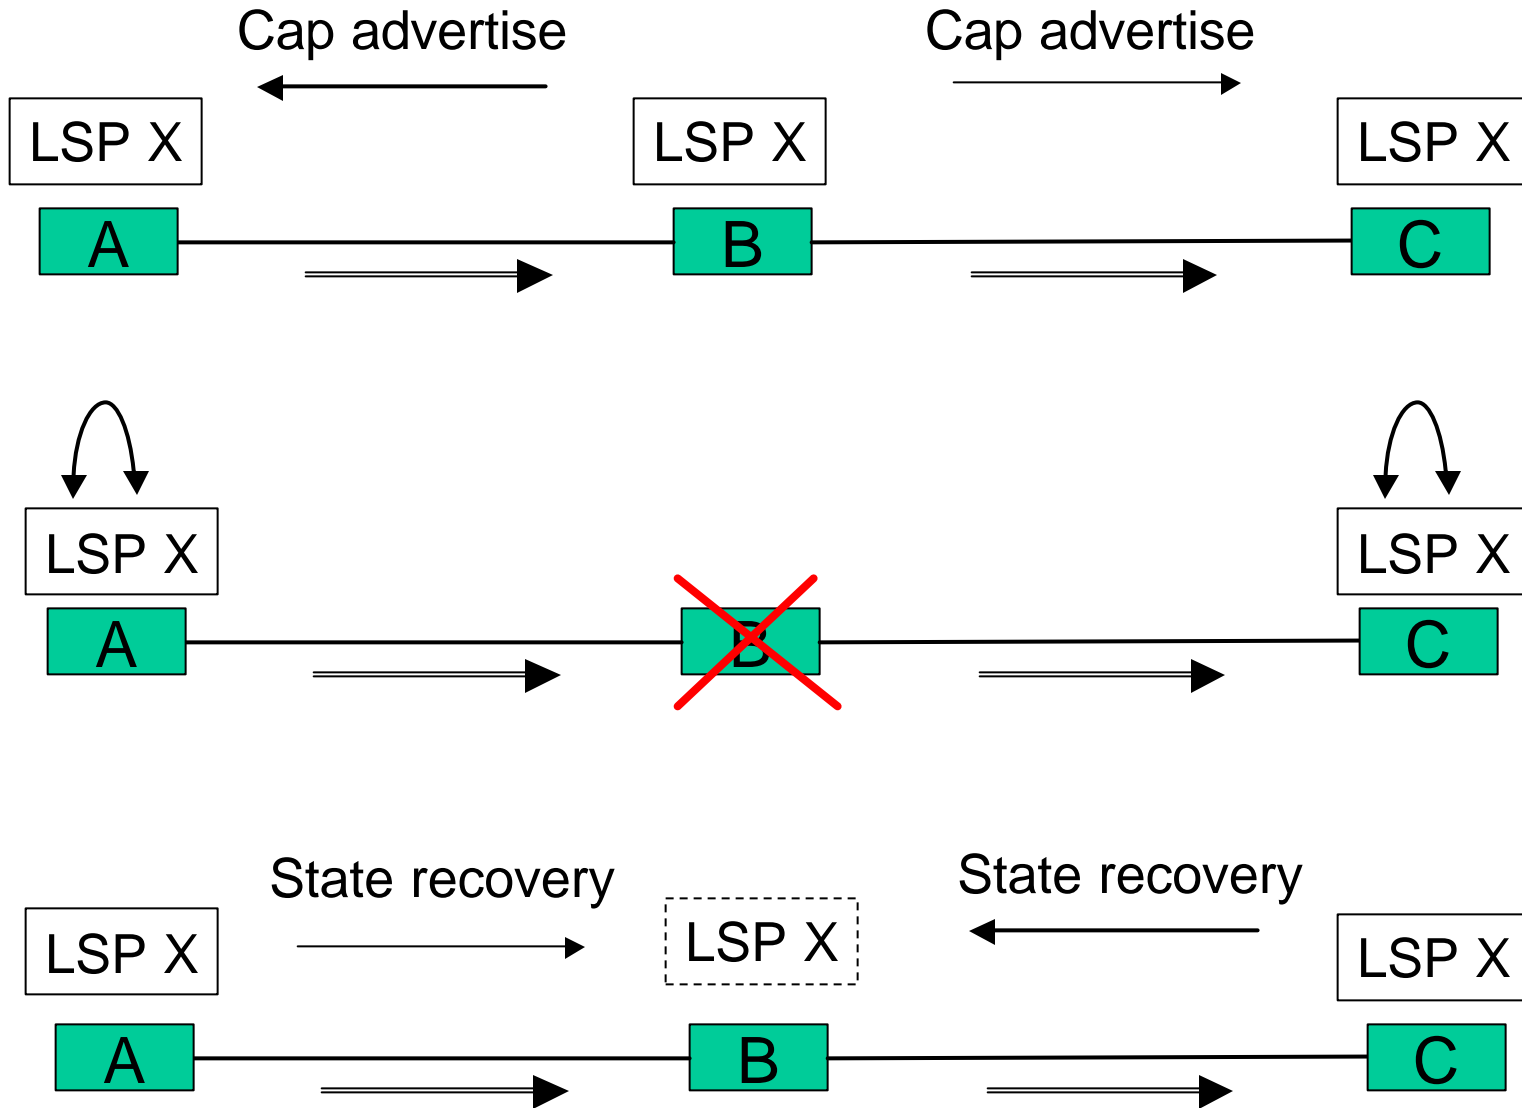 Cap advertise
Cap advertise
LSP X
LSP X
LSP X
A
B
C
LSP X
LSP X
A
B
C
State recovery
State recovery
LSP X
LSP X
LSP X
A
B
C